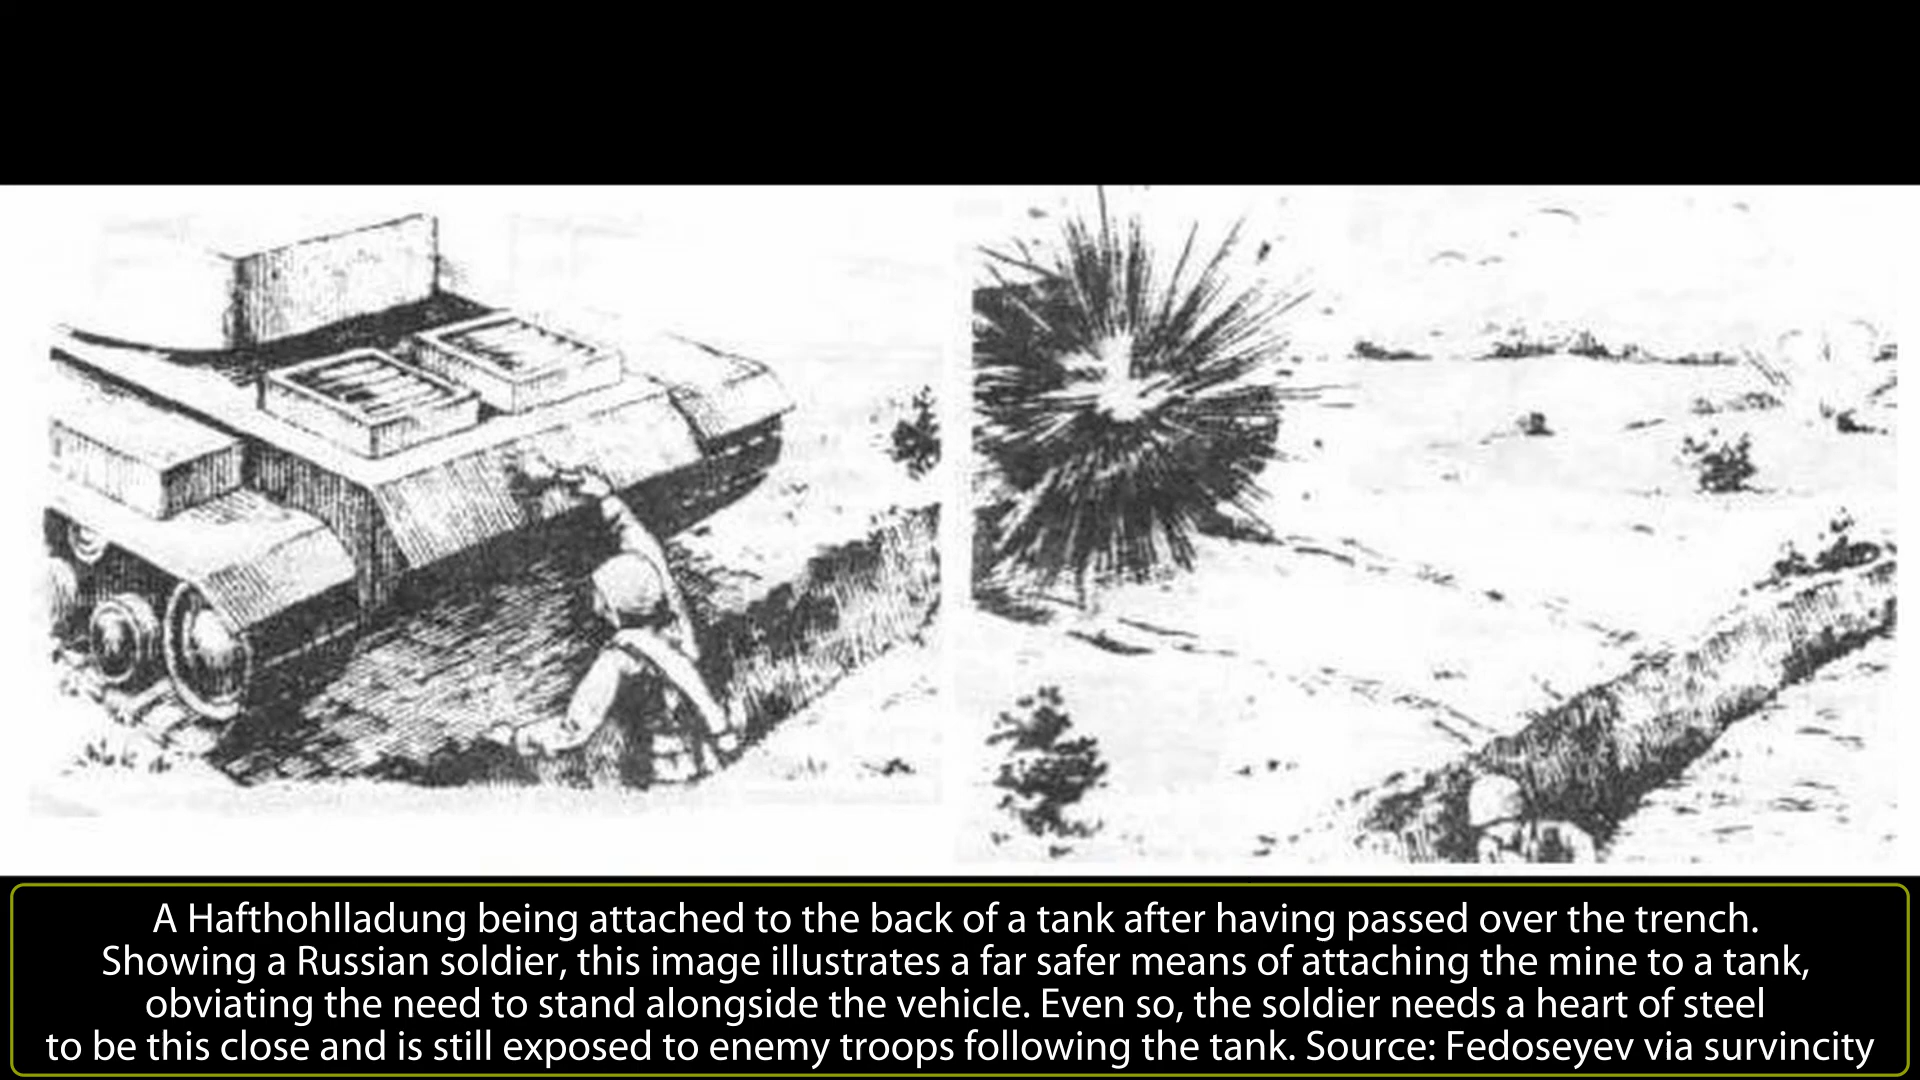 A Hafthohlladung being attached to the back of a tank after having passed over the trench.
Showing a Russian soldier, this image illustrates a far safer means of attaching the mine to a tank,
obviating the need to stand alongside the vehicle. Even so, the soldier needs a heart of steel
to be this close and is still exposed to enemy troops following the tank. Source: Fedoseyev via survincity